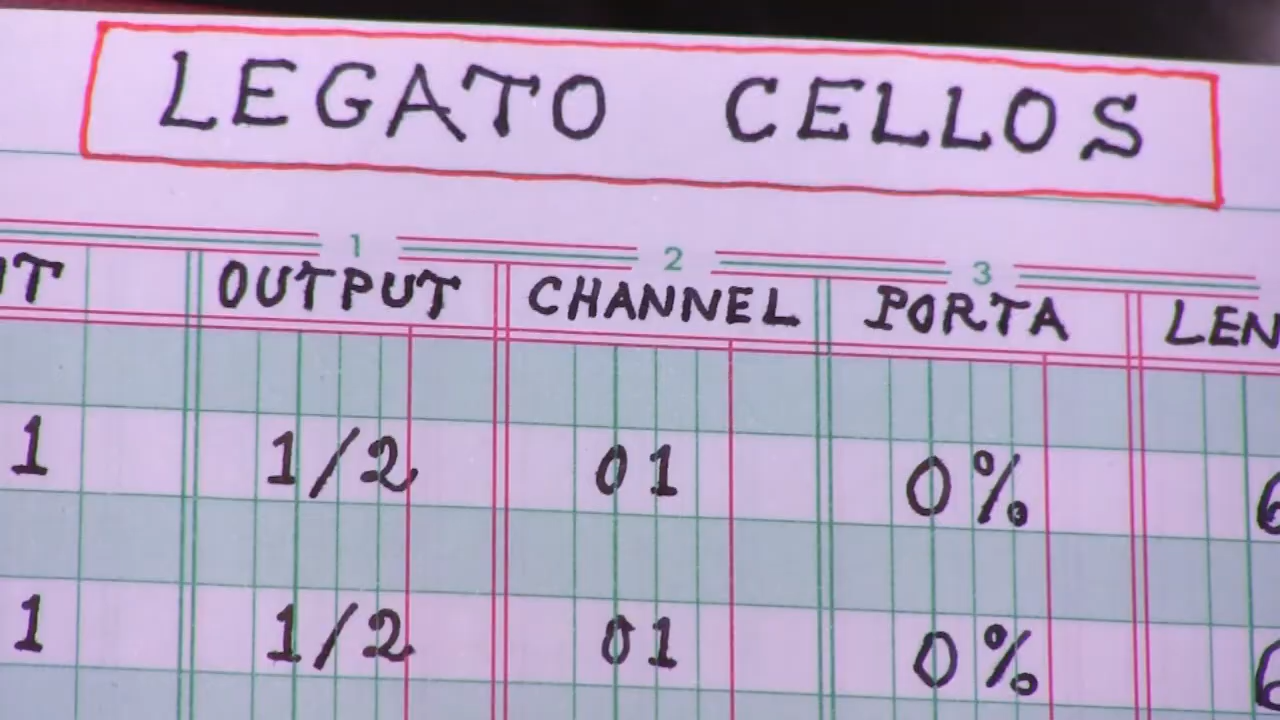 LEGATO CELLOS
1 2 3
OUTPUT CHANNEL PORTA
1 1/2 01 0%
1 1/2 01 0%